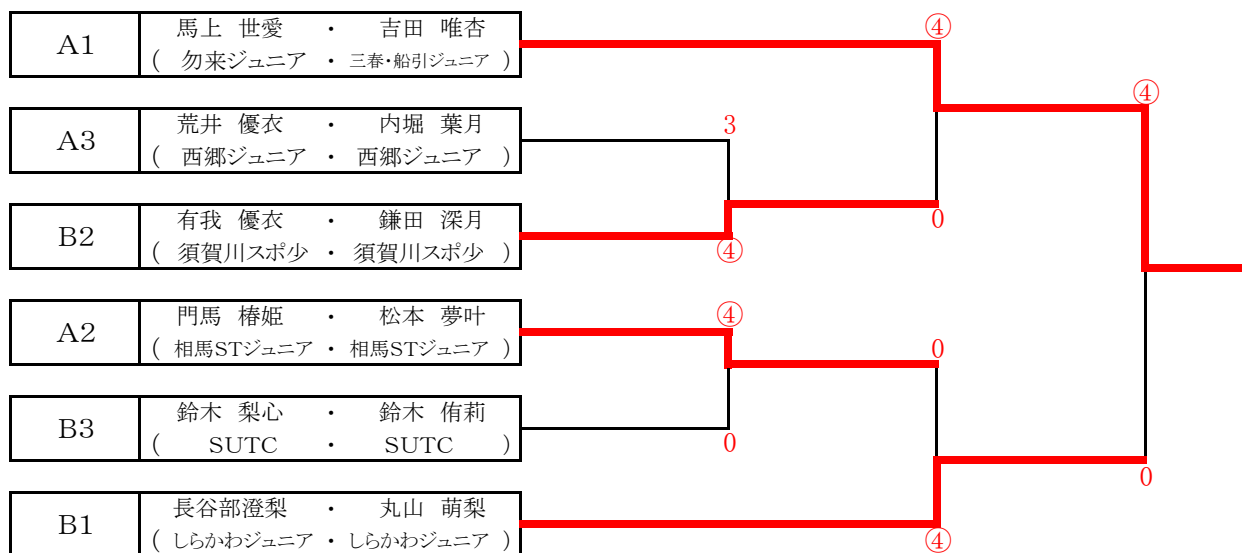 A1
馬上 世愛 ・ 吉田 唯杏
( 勿来ジュニア ・ 三春・船引ジュニア )
④
④
A3
荒井 優衣 ・ 内堀 葉月
( 西郷ジュニア ・ 西郷ジュニア )
3
B2
有我 優衣 ・ 鎌田 深月
( 須賀川スポ少 ・ 須賀川スポ少 )
④
0
A2
門馬 椿姫 ・ 松本 夢叶
( 相馬STジュニア ・ 相馬STジュニア )
④
0
B3
鈴木 梨心 ・ 鈴木 侑莉
( SUTC ・ SUTC )
0
0
B1
長谷部澄梨 ・ 丸山 萌梨
( しらかわジュニア ・ しらかわジュニア )
④